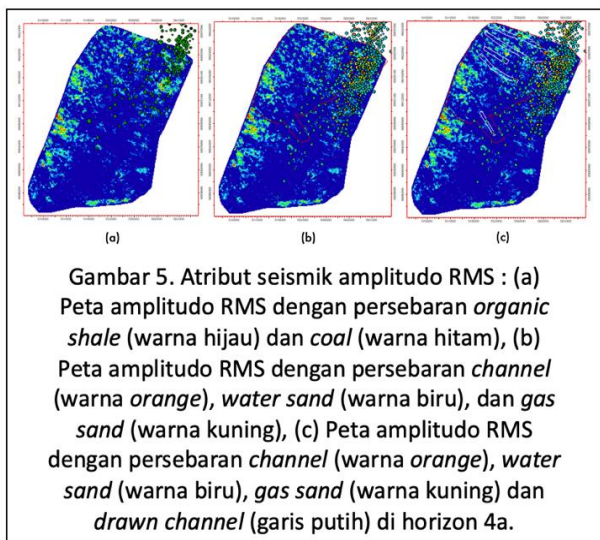 (a)
(b)
(c)
Gambar 5. Atribut seismik amplitudo RMS : (a)
Peta amplitudo RMS dengan persebaran organic
shale (warna hijau) dan coal (warna hitam), (b)
Peta amplitudo RMS dengan persebaran channel
(warna orange), water sand (warna biru), dan gas
sand (warna kuning), (c) Peta amplitudo RMS
dengan persebaran channel (warna orange), water
sand (warna biru), gas sand (warna kuning) dan
drawn channel (garis putih) di horizon 4a.